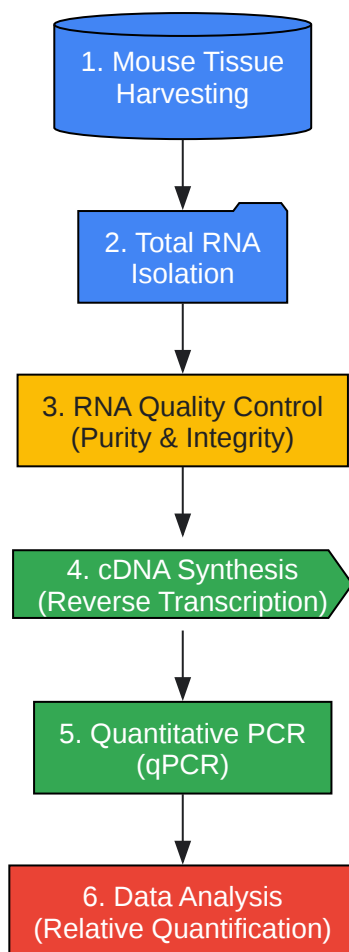 1. Mouse Tissue
Harvesting
2. Total RNA
Isolation
3. RNA Quality Control
(Purity & Integrity)
4. cDNA Synthesis
(Reverse Transcription)
5. Quantitative PCR
(qPCR)
6. Data Analysis
(Relative Quantification)